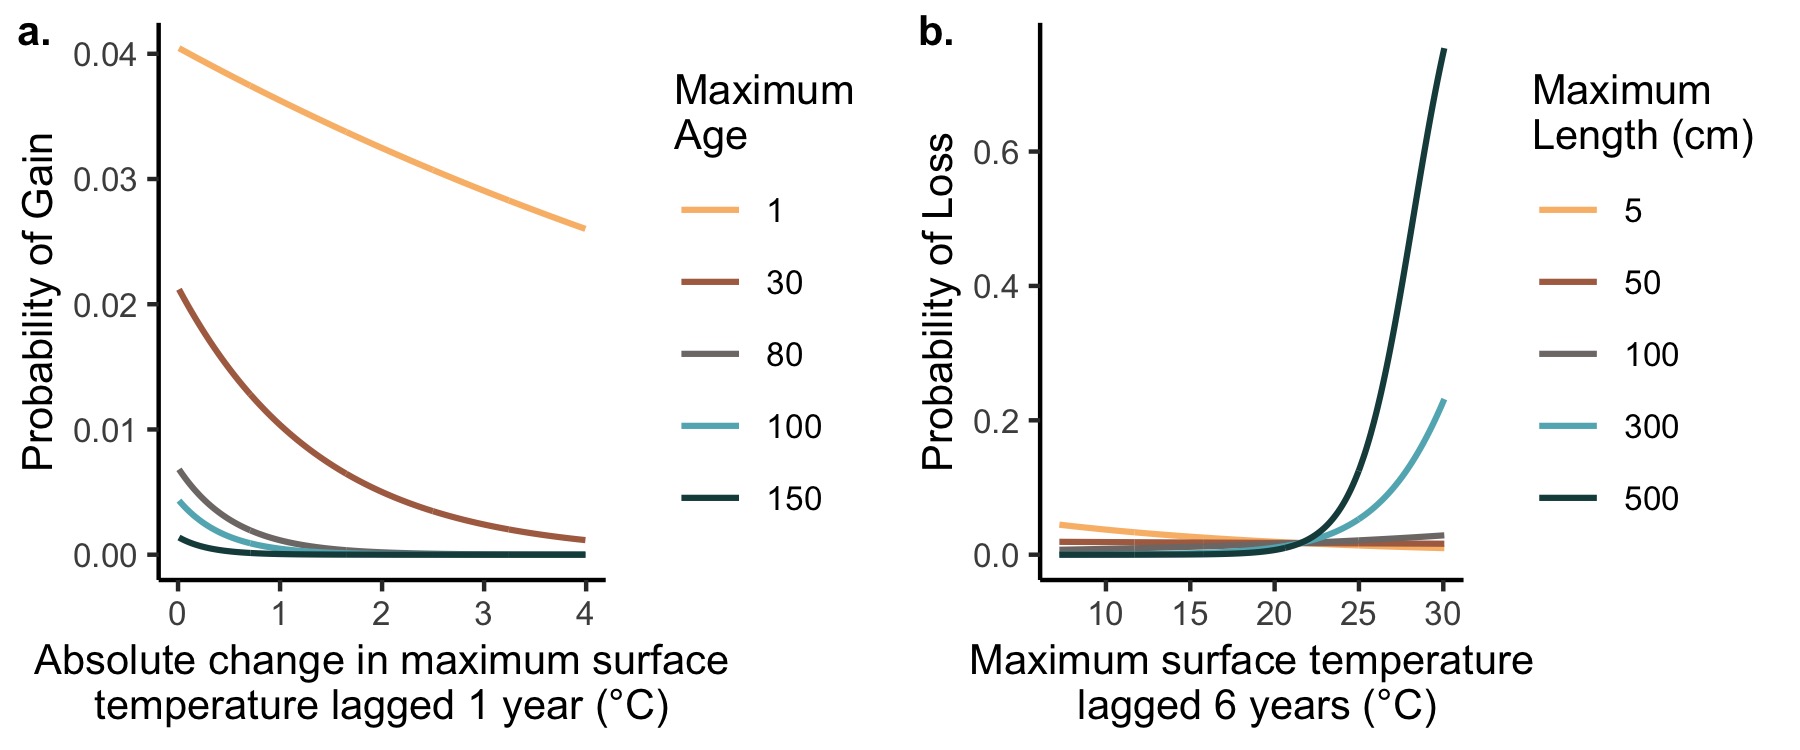 a.
Probability of Gain
0.04
0.03
0.02
0.01
0.00
0 1 2 3 4
Absolute change in maximum surface
temperature lagged 1 year (°C)
Maximum
Age
1
30
80
100
150
b.
Probability of Loss
0.6
0.4
0.2
0.0
10 15 20 25 30
Maximum surface temperature
lagged 6 years (°C)
Maximum
Length (cm)
5
50
100
300
500